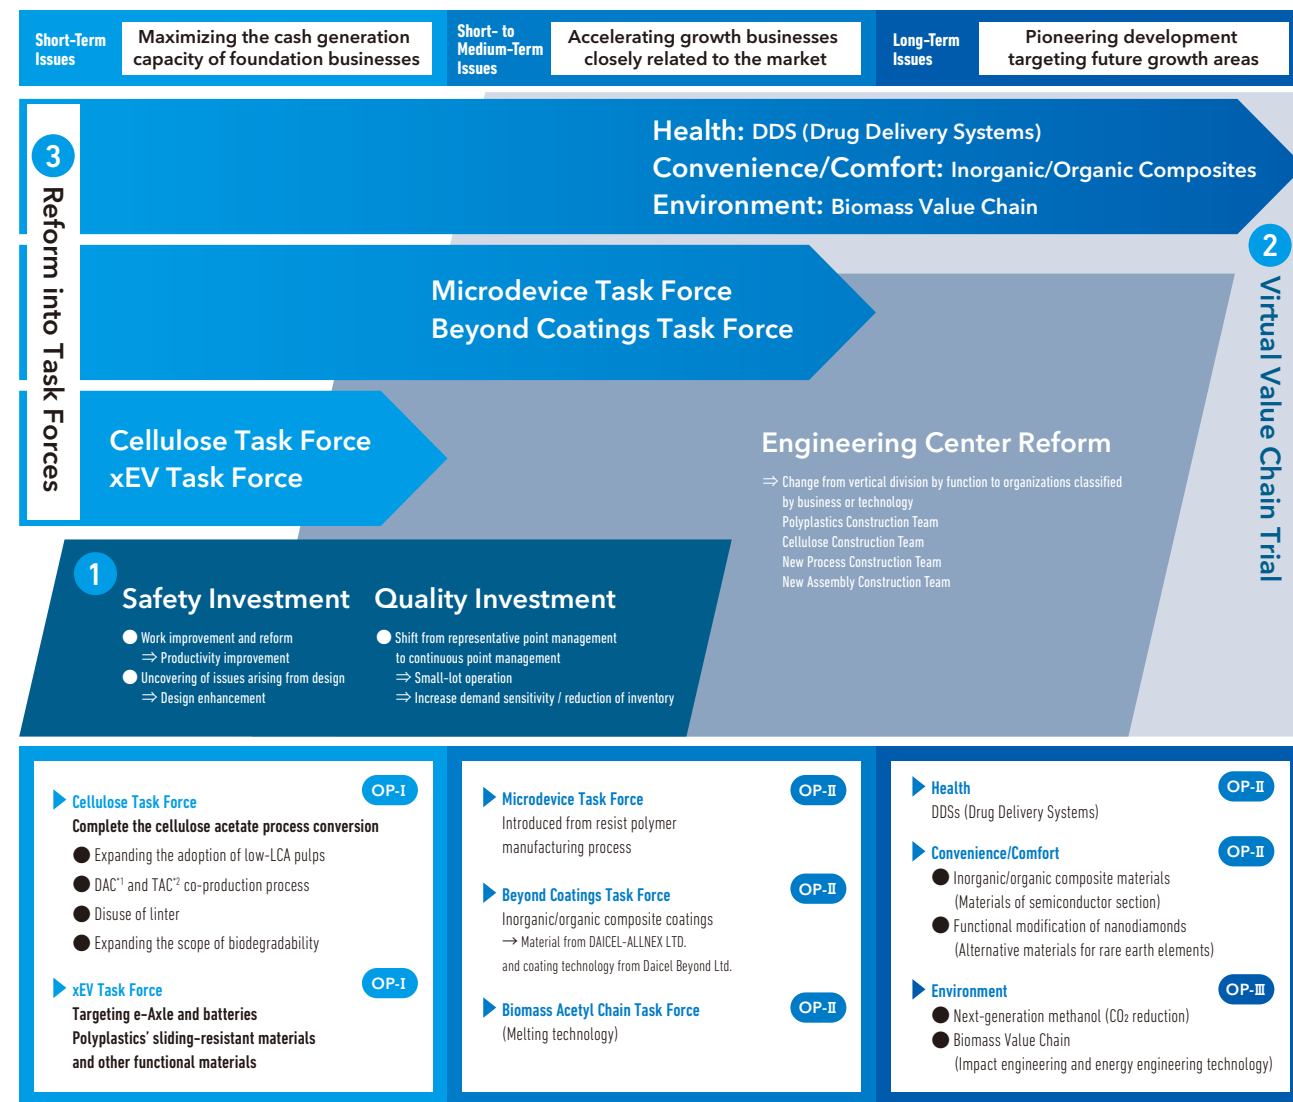 Short-Term
Issues
Maximizing the cash generation
capacity of foundation businesses
Short- to
Medium-Term
Issues
Accelerating growth businesses
closely related to the market
Long-Term
Issues
Pioneering development
targeting future growth areas
3
Reform into Task Forces
Health: DDS (Drug Delivery Systems)
Convenience/Comfort: Inorganic/Organic Composites
Environment: Biomass Value Chain
2
Virtual Value Chain Trial
Microdevice Task Force
Beyond Coatings Task Force
Cellulose Task Force
xEV Task Force
Engineering Center Reform
⇒ Change from vertical division by function to organizations classified
by business or technology
Polyplastics Construction Team
Cellulose Construction Team
New Process Construction Team
New Assembly Construction Team
1
Safety Investment
● Work improvement and reform
⇒ Productivity improvement
● Uncovering of issues arising from design
⇒ Design enhancement
Quality Investment
● Shift from representative point management
to continuous point management
⇒ Small-lot operation
⇒ Increase demand sensitivity / reduction of inventory
Cellulose Task Force
OP-I
Complete the cellulose acetate process conversion
● Expanding the adoption of low-LCA pulps
● DAC*1 and TAC*2 co-production process
● Disuse of linter
● Expanding the scope of biodegradability
xEV Task Force
OP-I
Targeting e-Axle and batteries
Polyplastics' sliding-resistant materials
and other functional materials
Microdevice Task Force
OP-II
Introduced from resist polymer
manufacturing process
Beyond Coatings Task Force
OP-II
Inorganic/organic composite coatings
→ Material from DAICEL-ALLNEX LTD.
and coating technology from Daicel Beyond Ltd.
Biomass Acetyl Chain Task Force
OP-II
(Melting technology)
Health
OP-II
DDSs (Drug Delivery Systems)
Convenience/Comfort
OP-II
● Inorganic/organic composite materials
(Materials of semiconductor section)
● Functional modification of nanodiamonds
(Alternative materials for rare earth elements)
Environment
OP-III
● Next-generation methanol (CO₂ reduction)
● Biomass Value Chain
(Impact engineering and energy engineering technology)